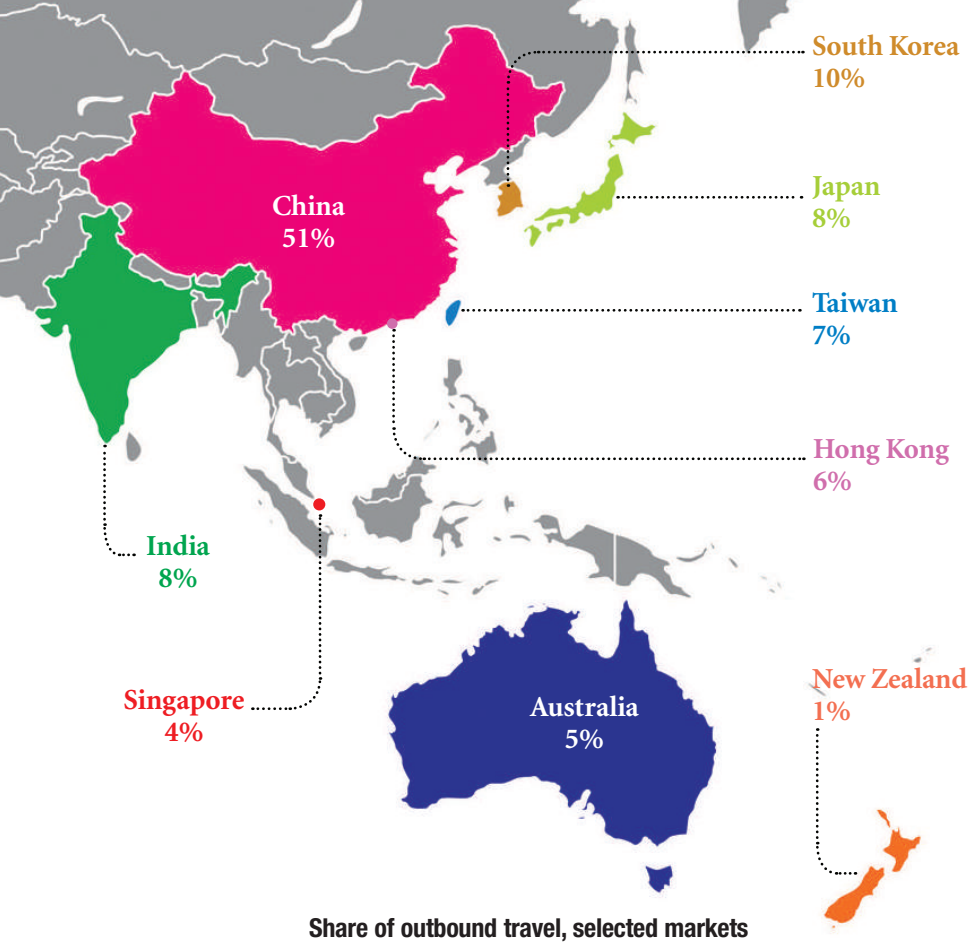 South Korea
10%
China
51%
Japan
8%
Taiwan
7%
Hong Kong
6%
India
8%
Singapore
4%
Australia
5%
New Zealand
1%
Share of outbound travel, selected markets